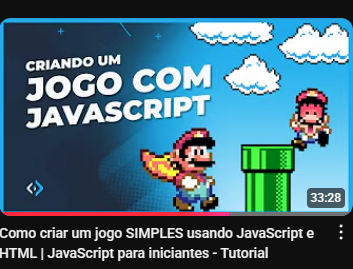 CRIANDO UM
JOGO COM
JAVASCRIPT
33:28
Como criar um jogo SIMPLES usando JavaScript e
HTML | JavaScript para iniciantes - Tutorial